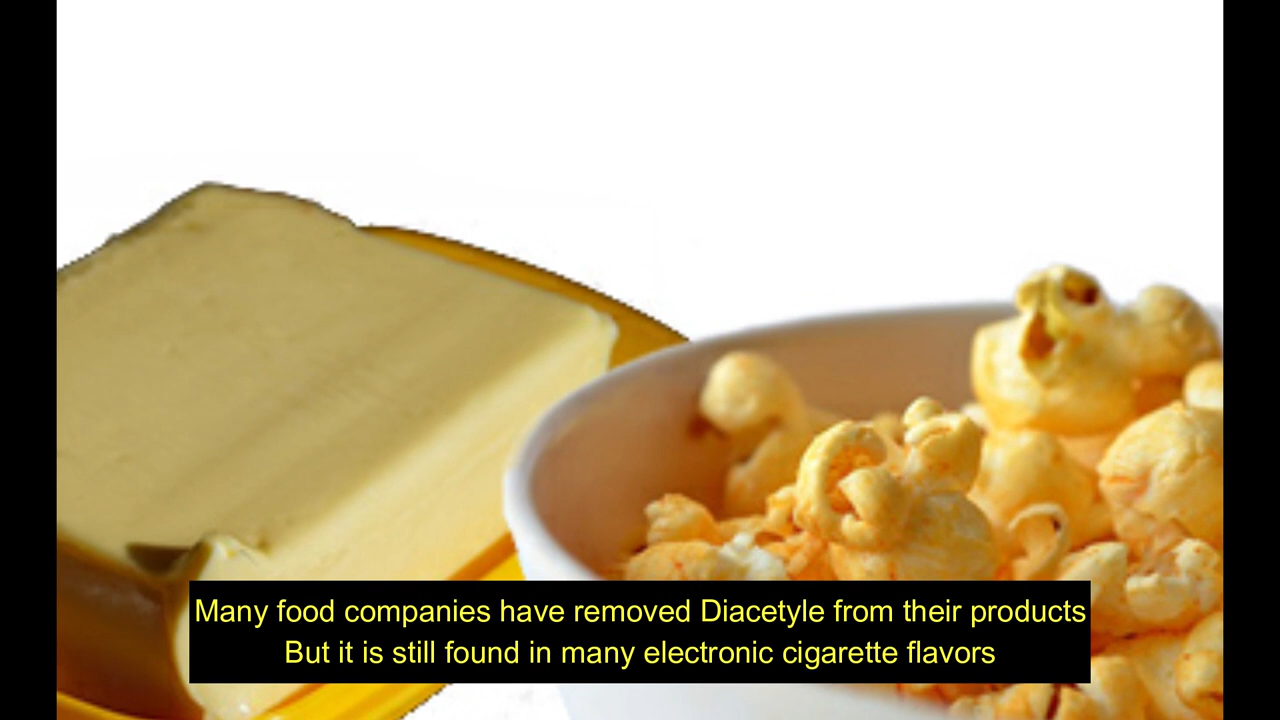 Many food companies have removed Diacetyle from their products
But it is still found in many electronic cigarette flavors